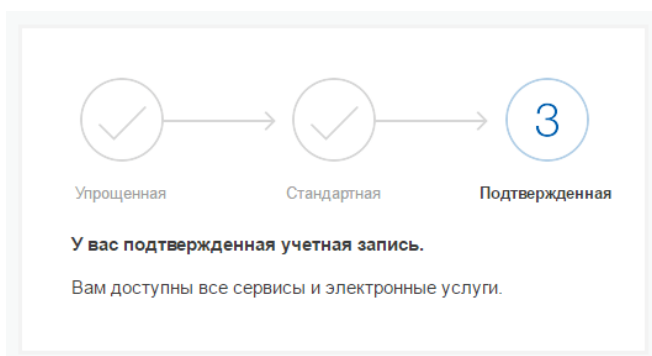 3
Упрощенная Стандартная Подтвержденная
У вас подтвержденная учетная запись.
Вам доступны все сервисы и электронные услуги.